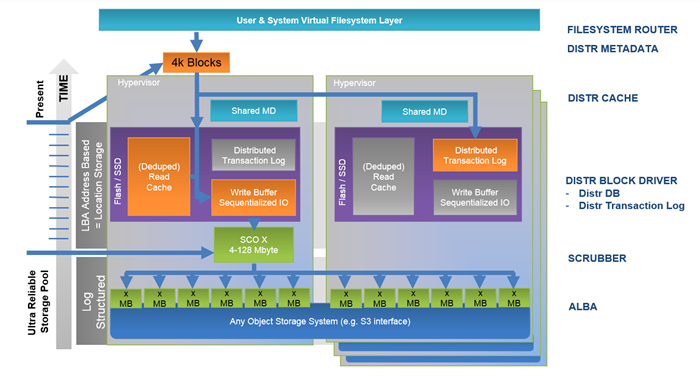 User & System Virtual Filesystem Layer
FILESYSTEM ROUTER
DISTR METADATA
4k Blocks
Hypervisor
Hypervisor
TIME
Present
Shared MD
Shared MD
DISTR CACHE
LBA Address Based
= Location Storage
Flash / SSD
(Deduped)
Read
Cache
Distributed
Transaction Log
Write Buffer
Sequentialized IO
Flash / SSD
(Deduped)
Read
Cache
Distributed
Transaction Log
Write Buffer
Sequentialized IO
DISTR BLOCK DRIVER
- Distr DB
- Distr Transaction Log
SCO X
4-128 Mbyte
SCRUBBER
Ultra Reliable
Storage Pool
Log
Structured
X
MB
X
MB
X
MB
X
MB
X
MB
X
MB
X
MB
X
MB
X
MB
X
MB
X
MB
X
MB
ALBA
Any Object Storage System (e.g. S3 interface)